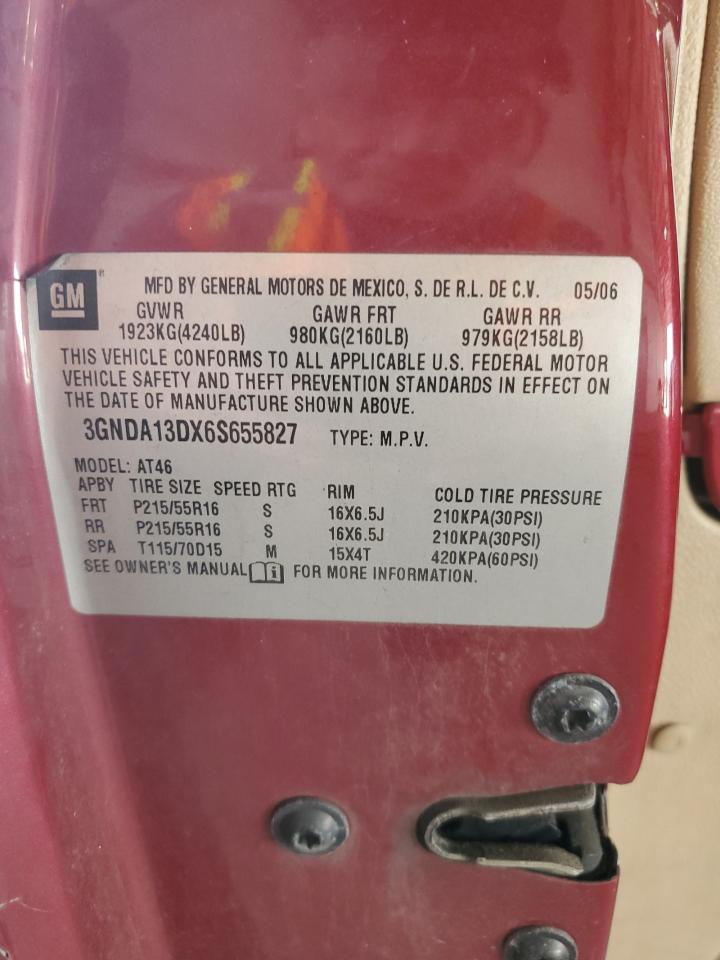 GM ®
MFD BY GENERAL MOTORS DE MEXICO, S. DE R.L. DE C.V. 05/06
GVWR GAWR FRT GAWR RR
1923KG(4240LB) 980KG(2160LB) 979KG(2158LB)
THIS VEHICLE CONFORMS TO ALL APPLICABLE U.S. FEDERAL MOTOR
VEHICLE SAFETY AND THEFT PREVENTION STANDARDS IN EFFECT ON
THE DATE OF MANUFACTURE SHOWN ABOVE.
3GNDA13DX6S655827 TYPE: M.P.V.
MODEL: AT46
APBY TIRE SIZE SPEED RTG RIM COLD TIRE PRESSURE
FRT P215/55R16 S 16X6.5J 210KPA(30PSI)
RR P215/55R16 S 16X6.5J 210KPA(30PSI)
SPA T115/70D15 M 15X4T 420KPA(60PSI)
SEE OWNER'S MANUAL i FOR MORE INFORMATION.